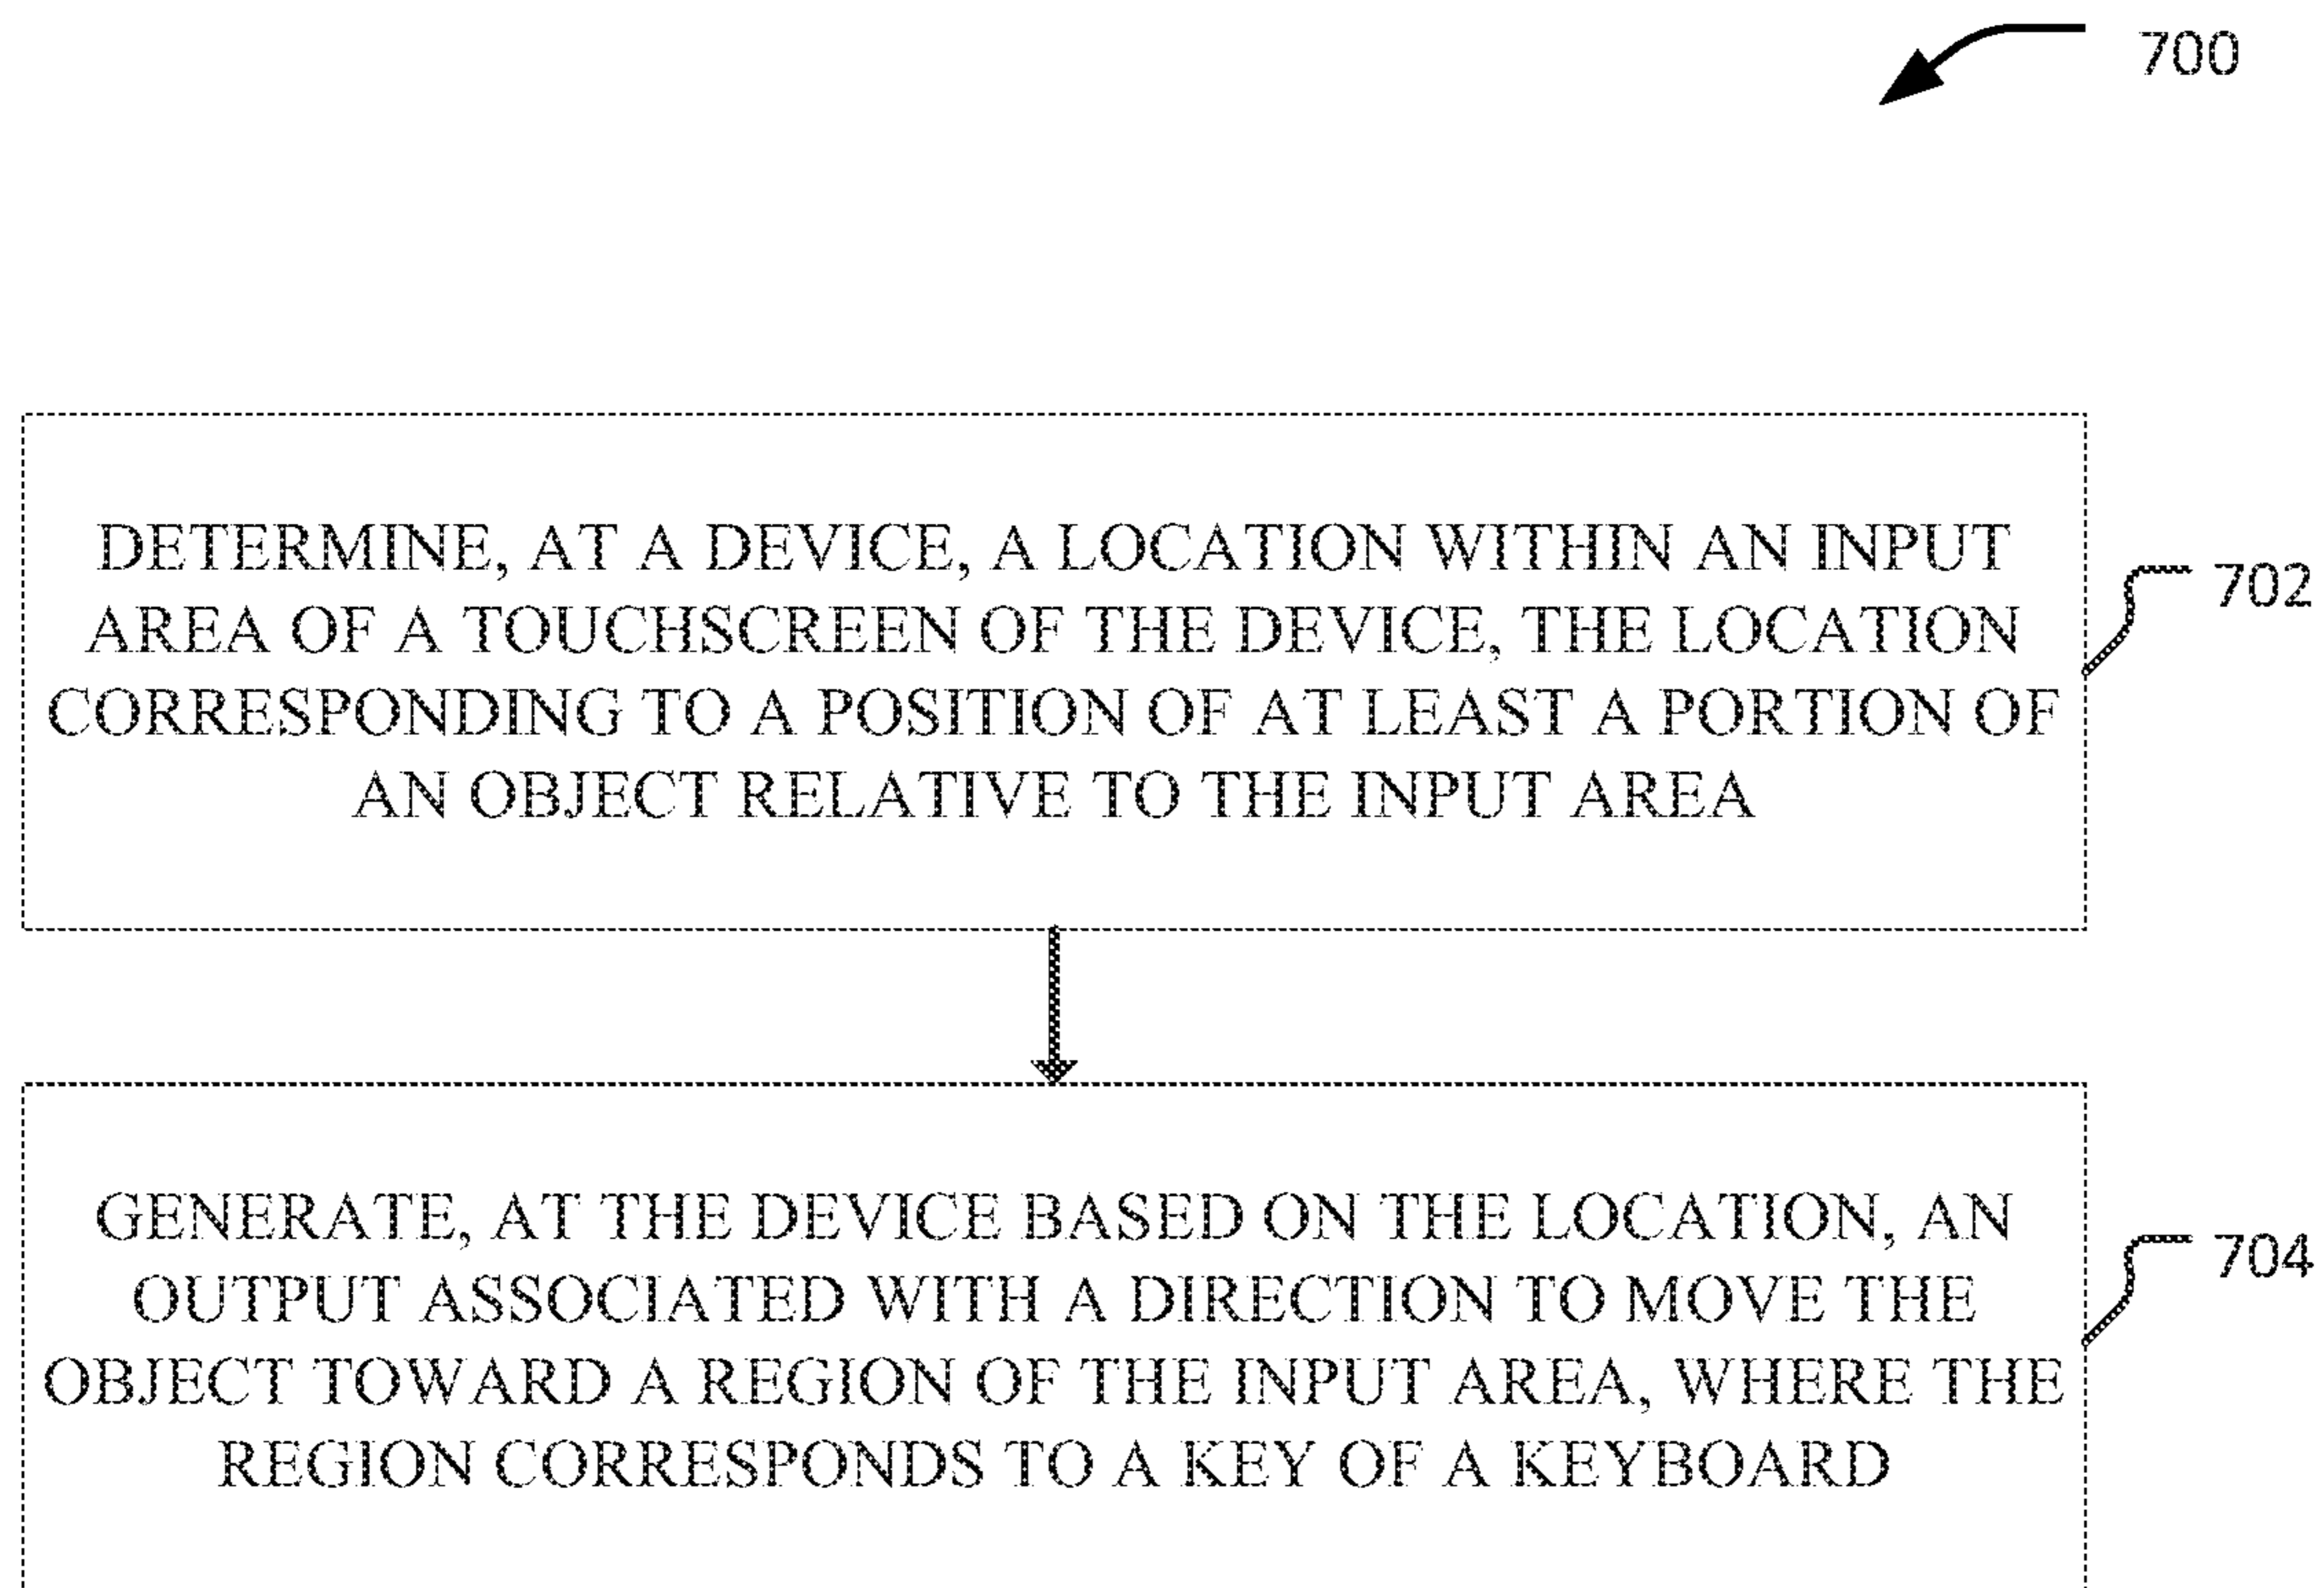 700
DETERMINE, AT A DEVICE, A LOCATION WITHIN AN INPUT
AREA OF A TOUCHSCREEN OF THE DEVICE, THE LOCATION
CORRESPONDING TO A POSITION OF AT LEAST A PORTION OF
AN OBJECT RELATIVE TO THE INPUT AREA
702
GENERATE, AT THE DEVICE BASED ON THE LOCATION, AN
OUTPUT ASSOCIATED WITH A DIRECTION TO MOVE THE
OBJECT TOWARD A REGION OF THE INPUT AREA, WHERE THE
REGION CORRESPONDS TO A KEY OF A KEYBOARD
704